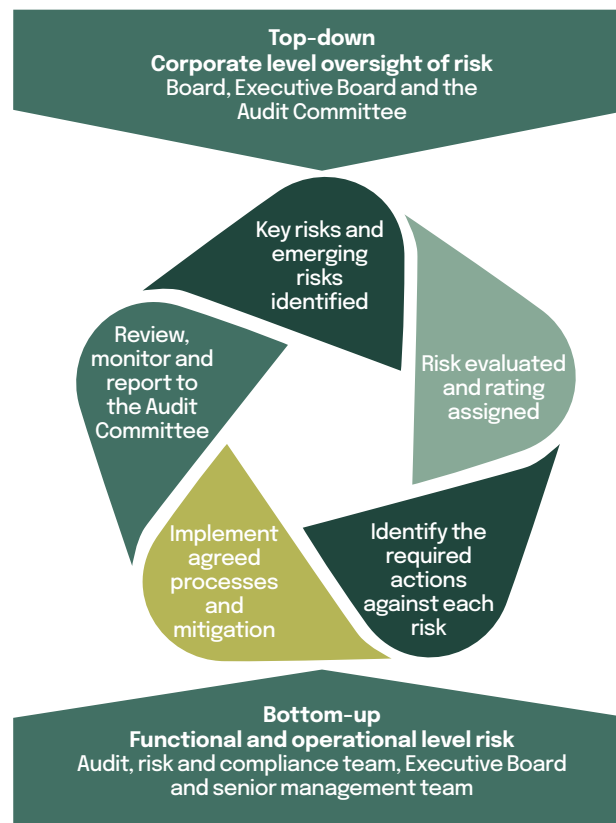 Top-down
Corporate level oversight of risk
Board, Executive Board and the
Audit Committee
Key risks and
emerging
risks
identified
Risk evaluated
and rating
assigned
Identify the
required
actions
against each
risk
Implement
agreed
processes
and
mitigation
Review,
monitor and
report to
the Audit
Committee
Bottom-up
Functional and operational level risk
Audit, risk and compliance team, Executive Board
and senior management team